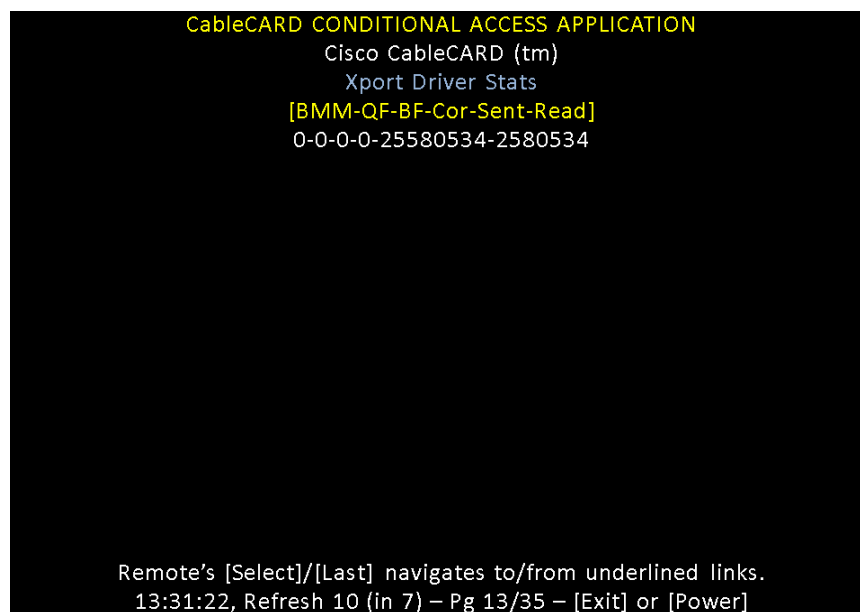 CableCARD CONDITIONAL ACCESS APPLICATION
Cisco CableCARD (tm)
Xport Driver Stats
[BMM-QF-BF-Cor-Sent-Read]
0-0-0-0-25580534-2580534
Remote's [Select]/[Last] navigates to/from underlined links.
13:31:22, Refresh 10 (in 7) – Pg 13/35 – [Exit] or [Power]